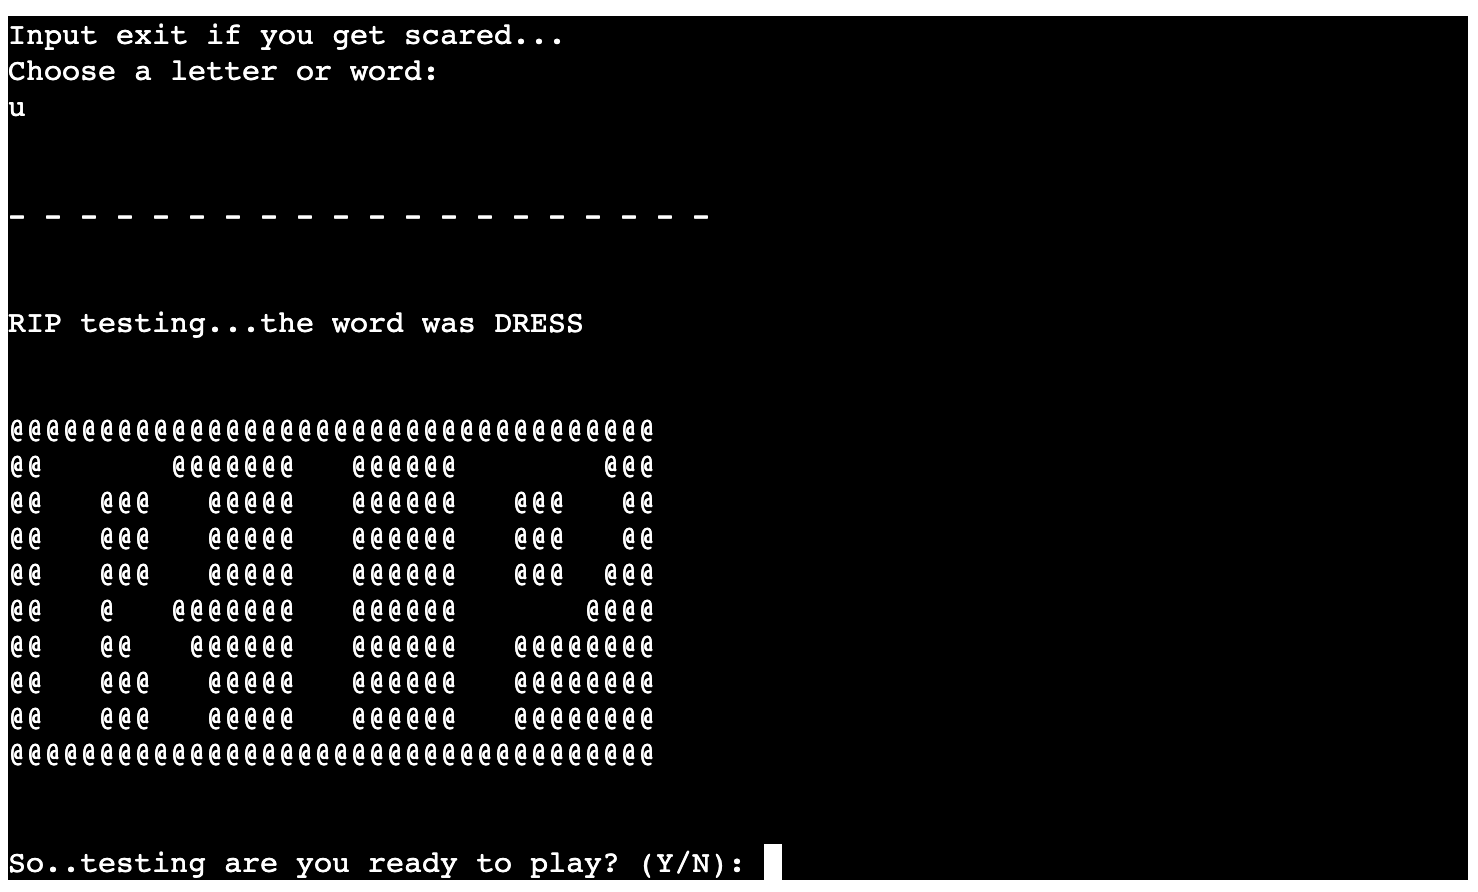 Input exit if you get scared...
Choose a letter or word:
u
- - - - - - - - - - - - - - - - - - - -
RIP testing...the word was DRESS
@@@@@@@@@@@@@@@@@@@@@@@@@@@@@@@@@@@@
@@       @@@@@@@   @@@@@@        @@@
@@   @@@   @@@@@   @@@@@@   @@@   @@
@@   @@@   @@@@@   @@@@@@   @@@   @@
@@   @@@   @@@@@   @@@@@@   @@@  @@@
@@   @   @@@@@@@   @@@@@@       @@@@
@@   @@   @@@@@@   @@@@@@   @@@@@@@@
@@   @@@   @@@@@   @@@@@@   @@@@@@@@
@@   @@@   @@@@@   @@@@@@   @@@@@@@@
@@@@@@@@@@@@@@@@@@@@@@@@@@@@@@@@@@@@
So..testing are you ready to play? (Y/N):